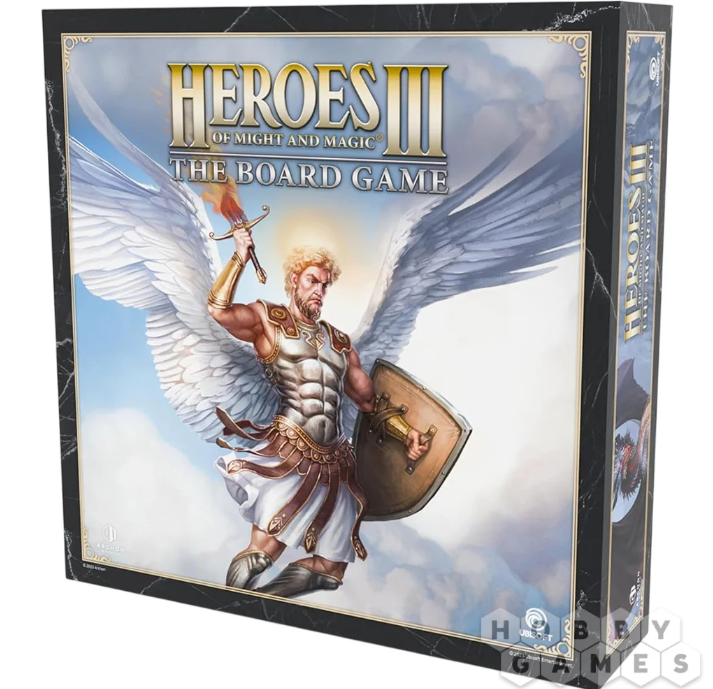 HEROES III
OF MIGHT AND MAGIC®
THE BOARD GAME
HEROES III
THE BOARD GAME
UBISOFT
HOBBY
GAMES